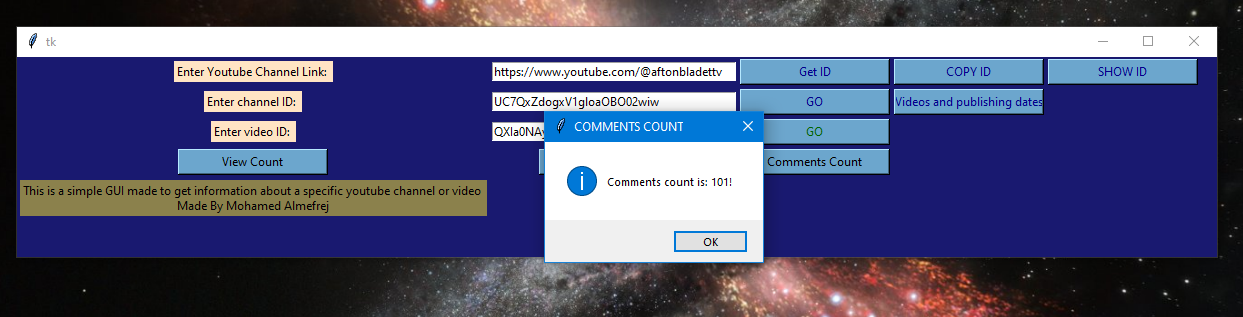 tk
Enter Youtube Channel Link:
https://www.youtube.com/@aftonbladettv
Get ID
COPY ID
SHOW ID
Enter channel ID:
UC7QxZdogxV1gloaOBO02wiw
GO
Videos and publishing dates
Enter video ID:
GO
View Count
Comments Count
This is a simple GUI made to get information about a specific youtube channel or video
Made By Mohamed Almefrej
COMMENTS COUNT
Comments count is: 101!
OK